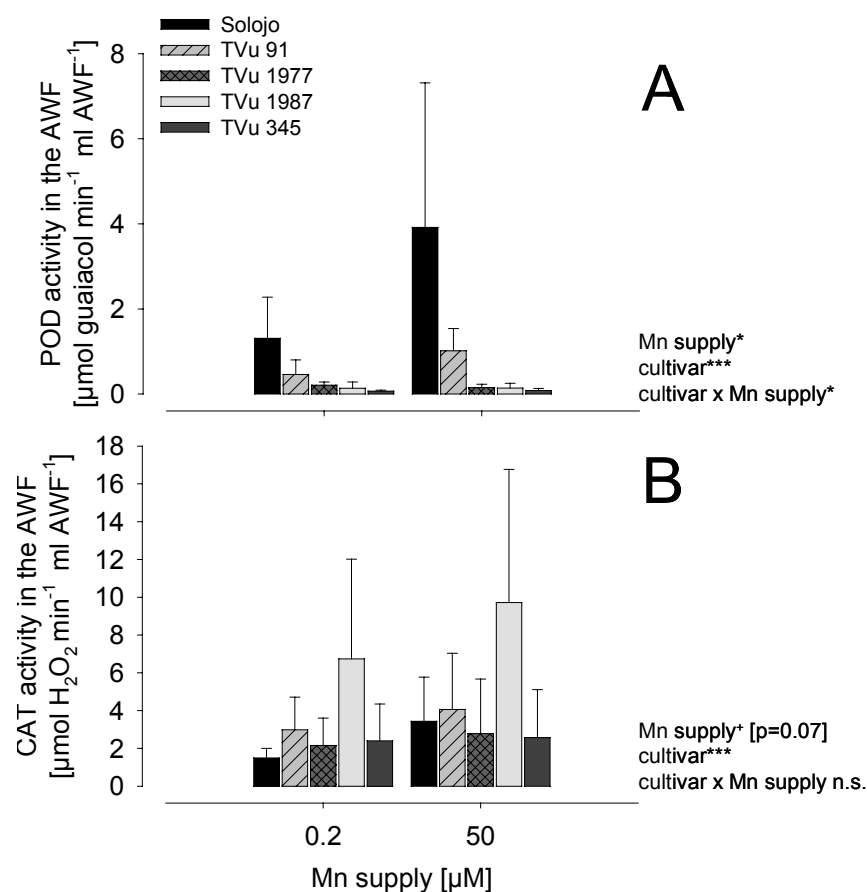 Solojo
TVu 91
TVu 1977
TVu 1987
TVu 345
A
POD activity in the AWF
[µmol guaiacol min⁻¹ ml AWF⁻¹]
8
6
4
2
0
Mn supply*
cultivar***
cultivar x Mn supply*
B
CAT activity in the AWF
[µmol H₂O₂ min⁻¹ ml AWF⁻¹]
18
16
14
12
10
8
6
4
2
0
Mn supply⁺ [p=0.07]
cultivar***
cultivar x Mn supply n.s.
0.2 50
Mn supply [µM]